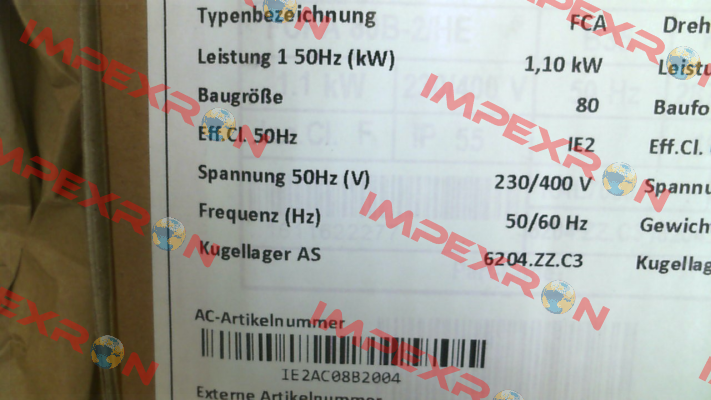 Typenbezeichnung FCA Dreh
Leistung 1 50Hz (kW) 1,10 kW Leistu
Baugröße 80 Baufo
Eff.Cl. 50Hz IE2 Eff.Cl.
Spannung 50Hz (V) 230/400 V Spannu
Frequenz (Hz) 50/60 Hz Gewich
Kugellager AS 6204.ZZ.C3 Kugellag
AC-Artikelnummer
IE2AC08B2004
Externe Artikelnummer
IMPEXRON
IMPEXRON
IMPEXRON
IMPEXRON
IMPEXRON
IMPEXRON